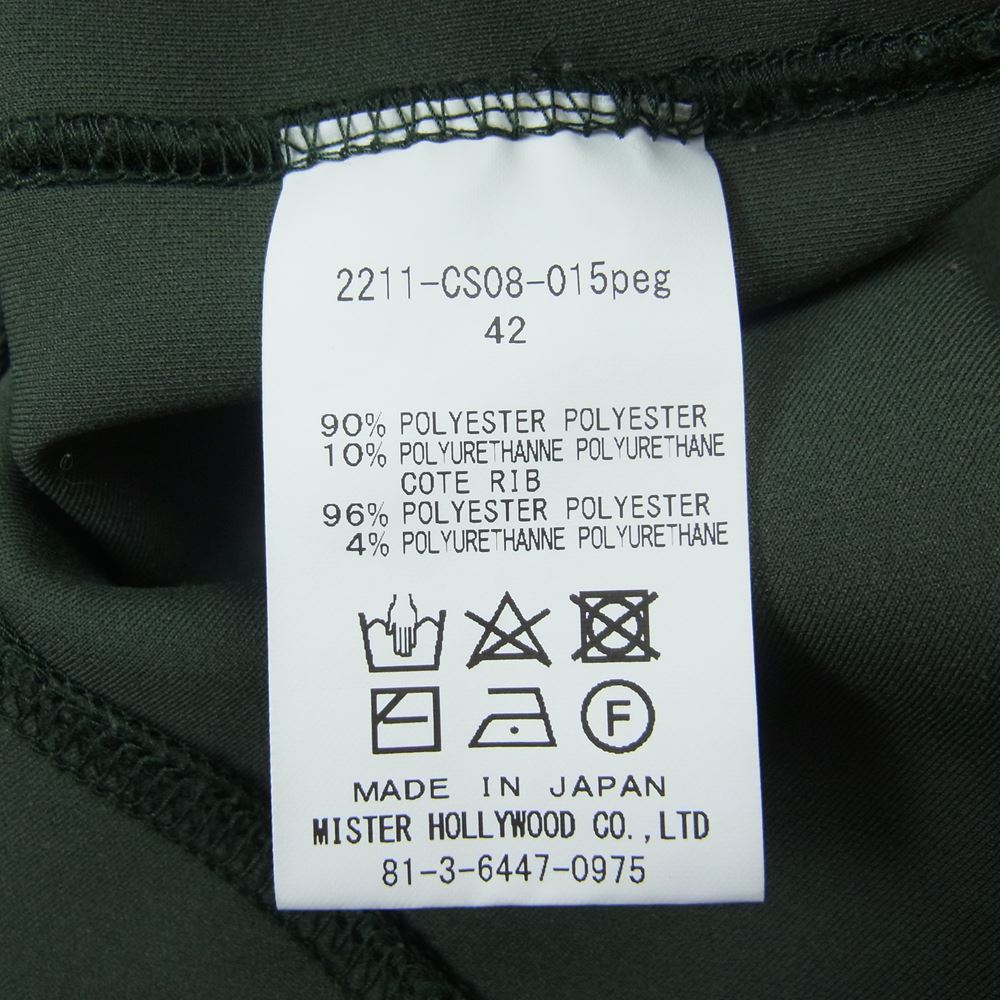 2211-CS08-015peg
42
90% POLYESTER POLYESTER
10% POLYURETHANNE POLYURETHANE
COTE RIB
96% POLYESTER POLYESTER
4% POLYURETHANNE POLYURETHANE
F
MADE IN JAPAN
MISTER HOLLYWOOD CO.,LTD
81-3-6447-0975